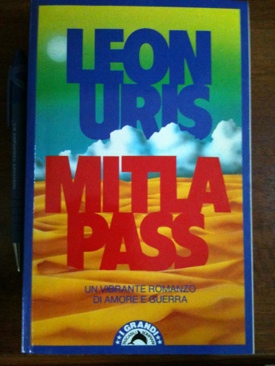 LEON
URIS
MITLA
PASS
UN VIBRANTE ROMANZO
DI AMORE E GUERRA
I GRANDI